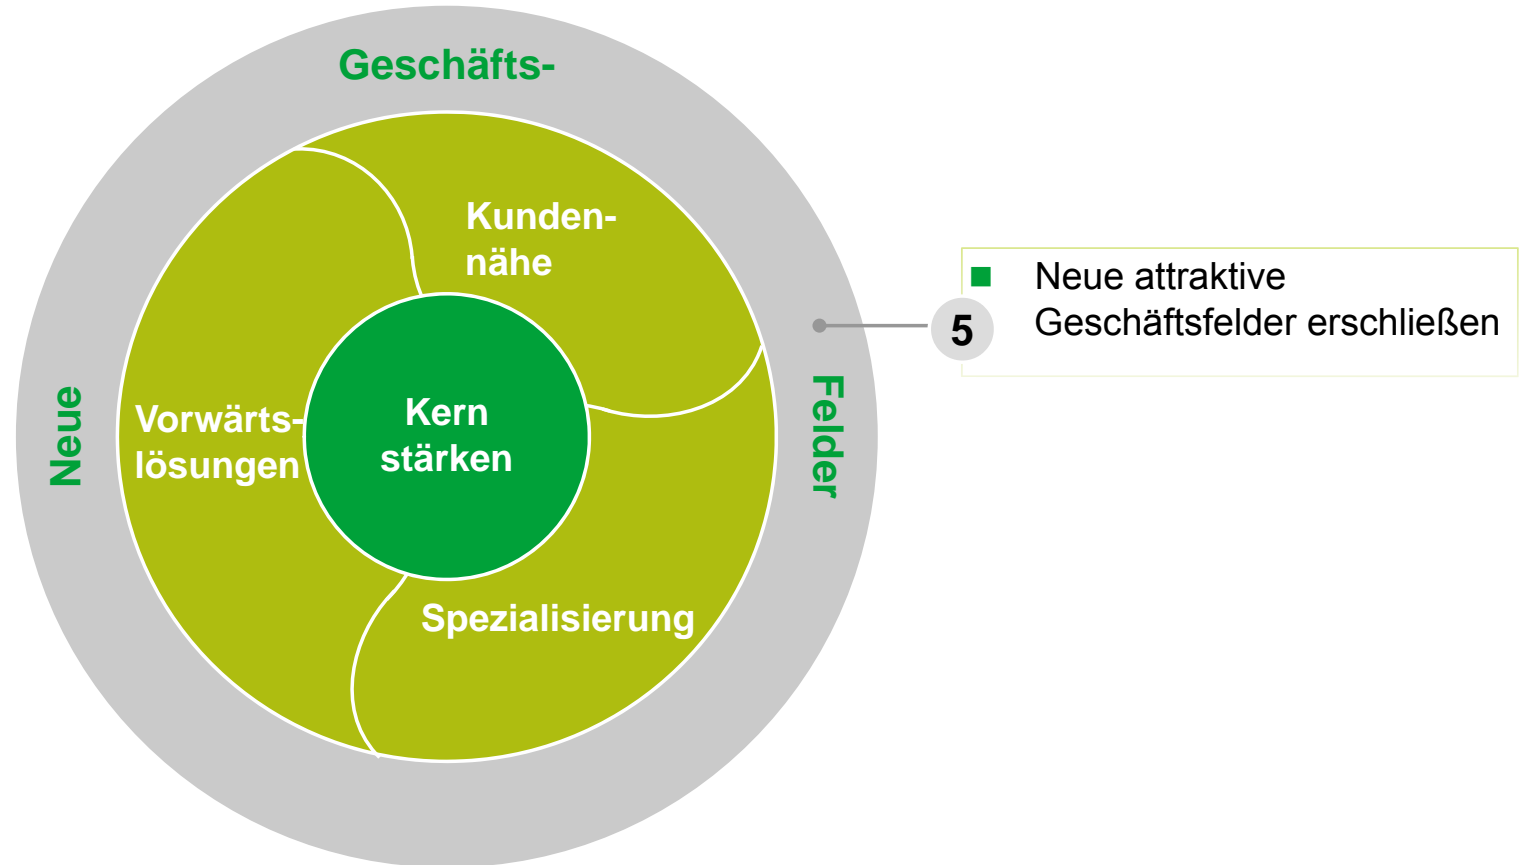 Neue
Geschäfts-
Felder
Kunden-
nähe
Vorwärts-
lösungen
Kern
stärken
Spezialisierung
5
Neue attraktive
Geschäftsfelder erschließen